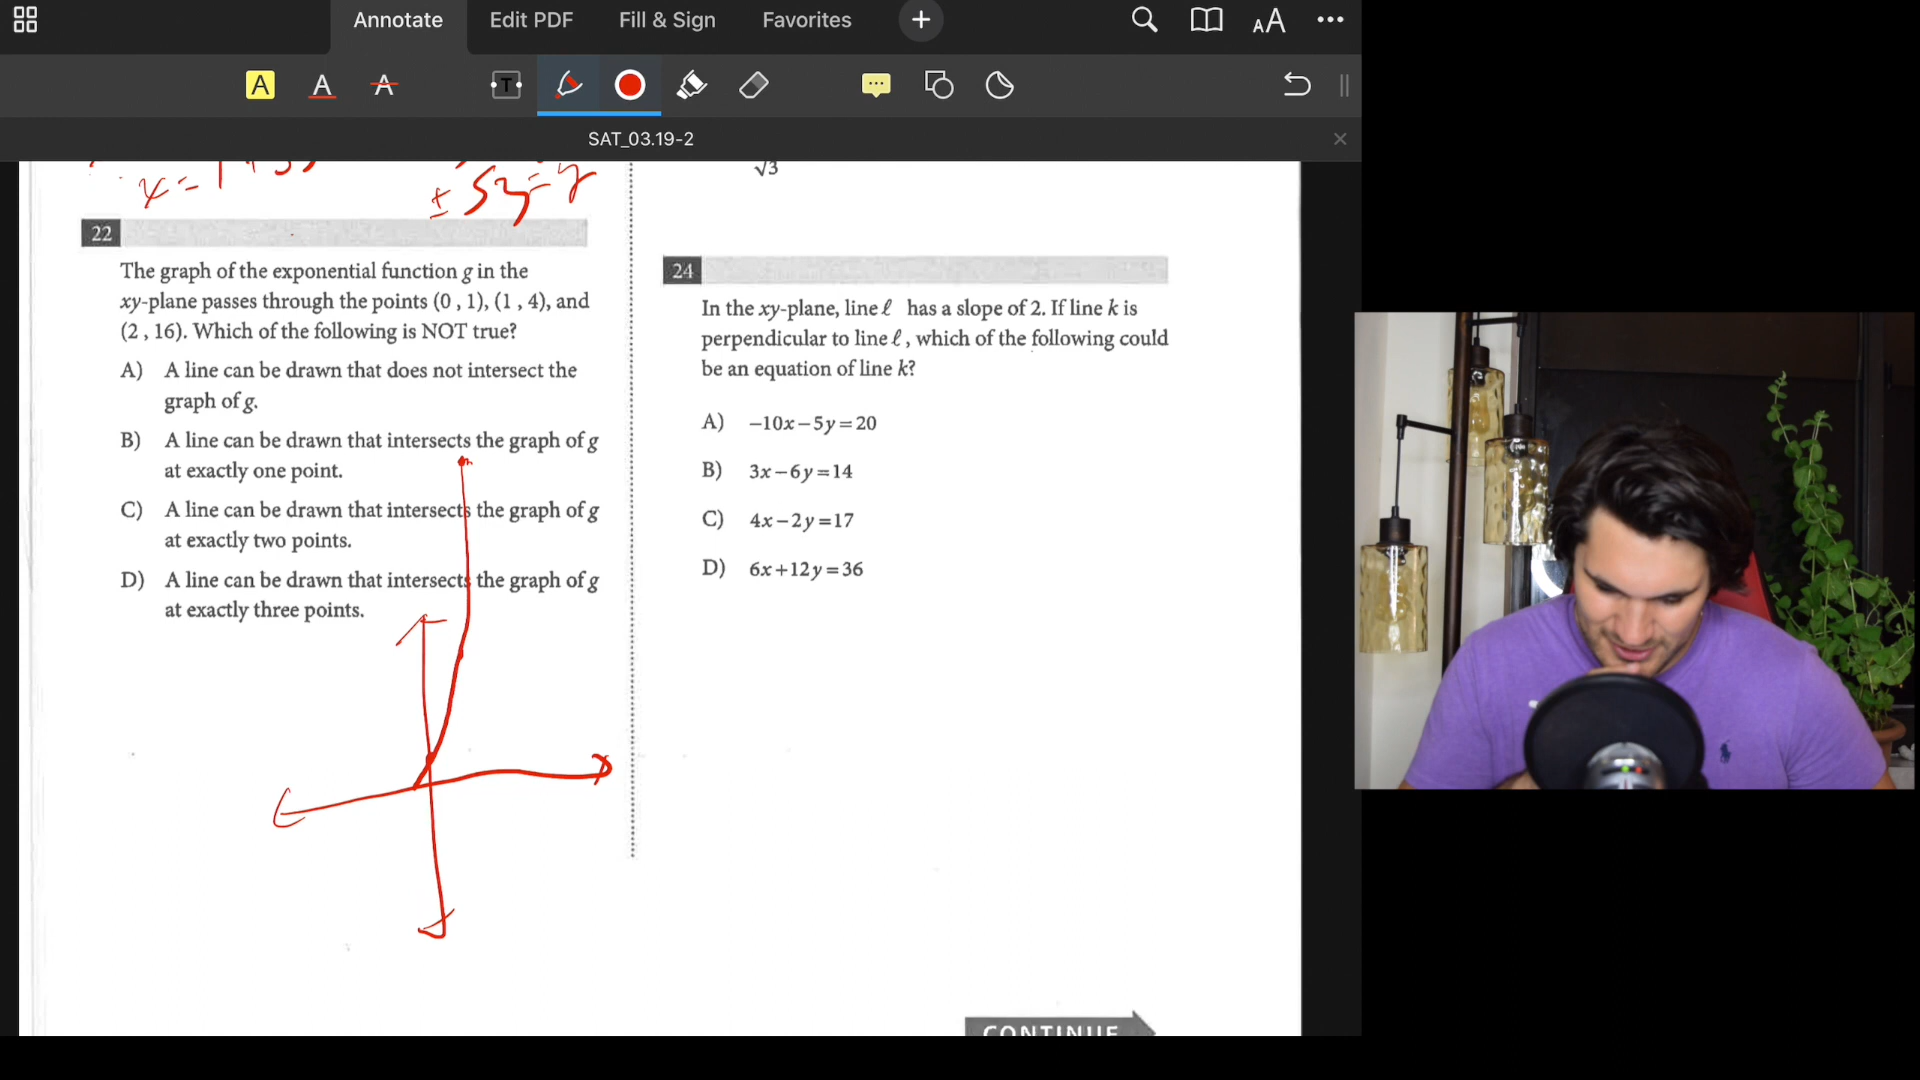 Annotate
Edit PDF
Fill & Sign
Favorites
SAT_03.19-2
± 5y = x
√3
22
The graph of the exponential function g in the
xy-plane passes through the points (0 , 1), (1 , 4), and
(2 , 16). Which of the following is NOT true?
A) A line can be drawn that does not intersect the
graph of g.
B) A line can be drawn that intersects the graph of g
at exactly one point.
C) A line can be drawn that intersects the graph of g
at exactly two points.
D) A line can be drawn that intersects the graph of g
at exactly three points.
24
In the xy-plane, line ℓ has a slope of 2. If line k is
perpendicular to line ℓ, which of the following could
be an equation of line k?
A) −10x − 5y = 20
B) 3x − 6y = 14
C) 4x − 2y = 17
D) 6x + 12y = 36
CONTINUE